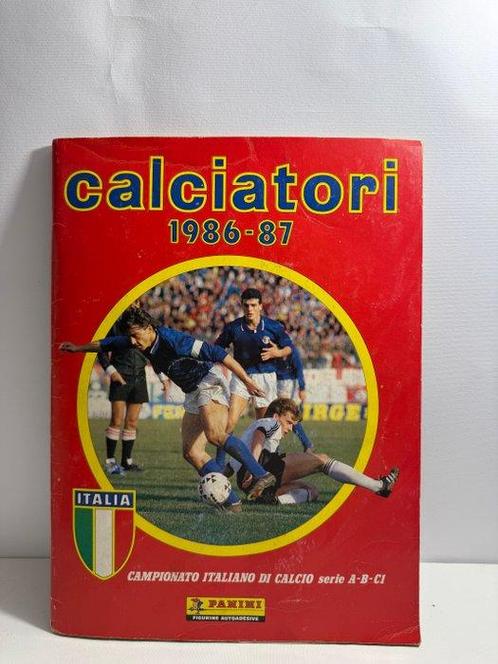 calciatori
1986-87
ITALIA
CAMPIONATO ITALIANO DI CALCIO serie A-B-C1
PANINI
FIGURINE AUTOADESIVE